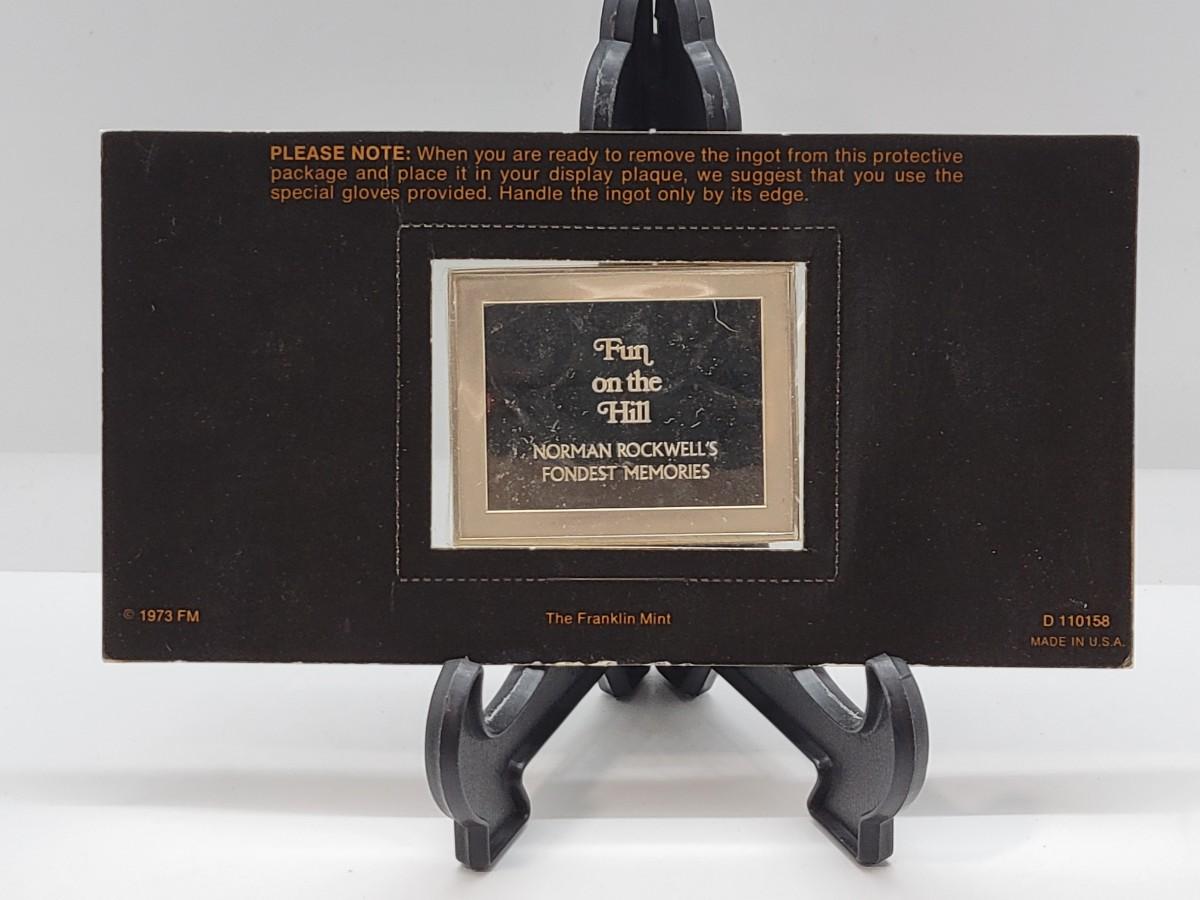 PLEASE NOTE: When you are ready to remove the ingot from this protective
package and place it in your display plaque, we suggest that you use the
special gloves provided. Handle the ingot only by its edge.
Fun
on the
Hill
NORMAN ROCKWELL'S
FONDEST MEMORIES
© 1973 FM
The Franklin Mint
D 110158
MADE IN U.S.A.